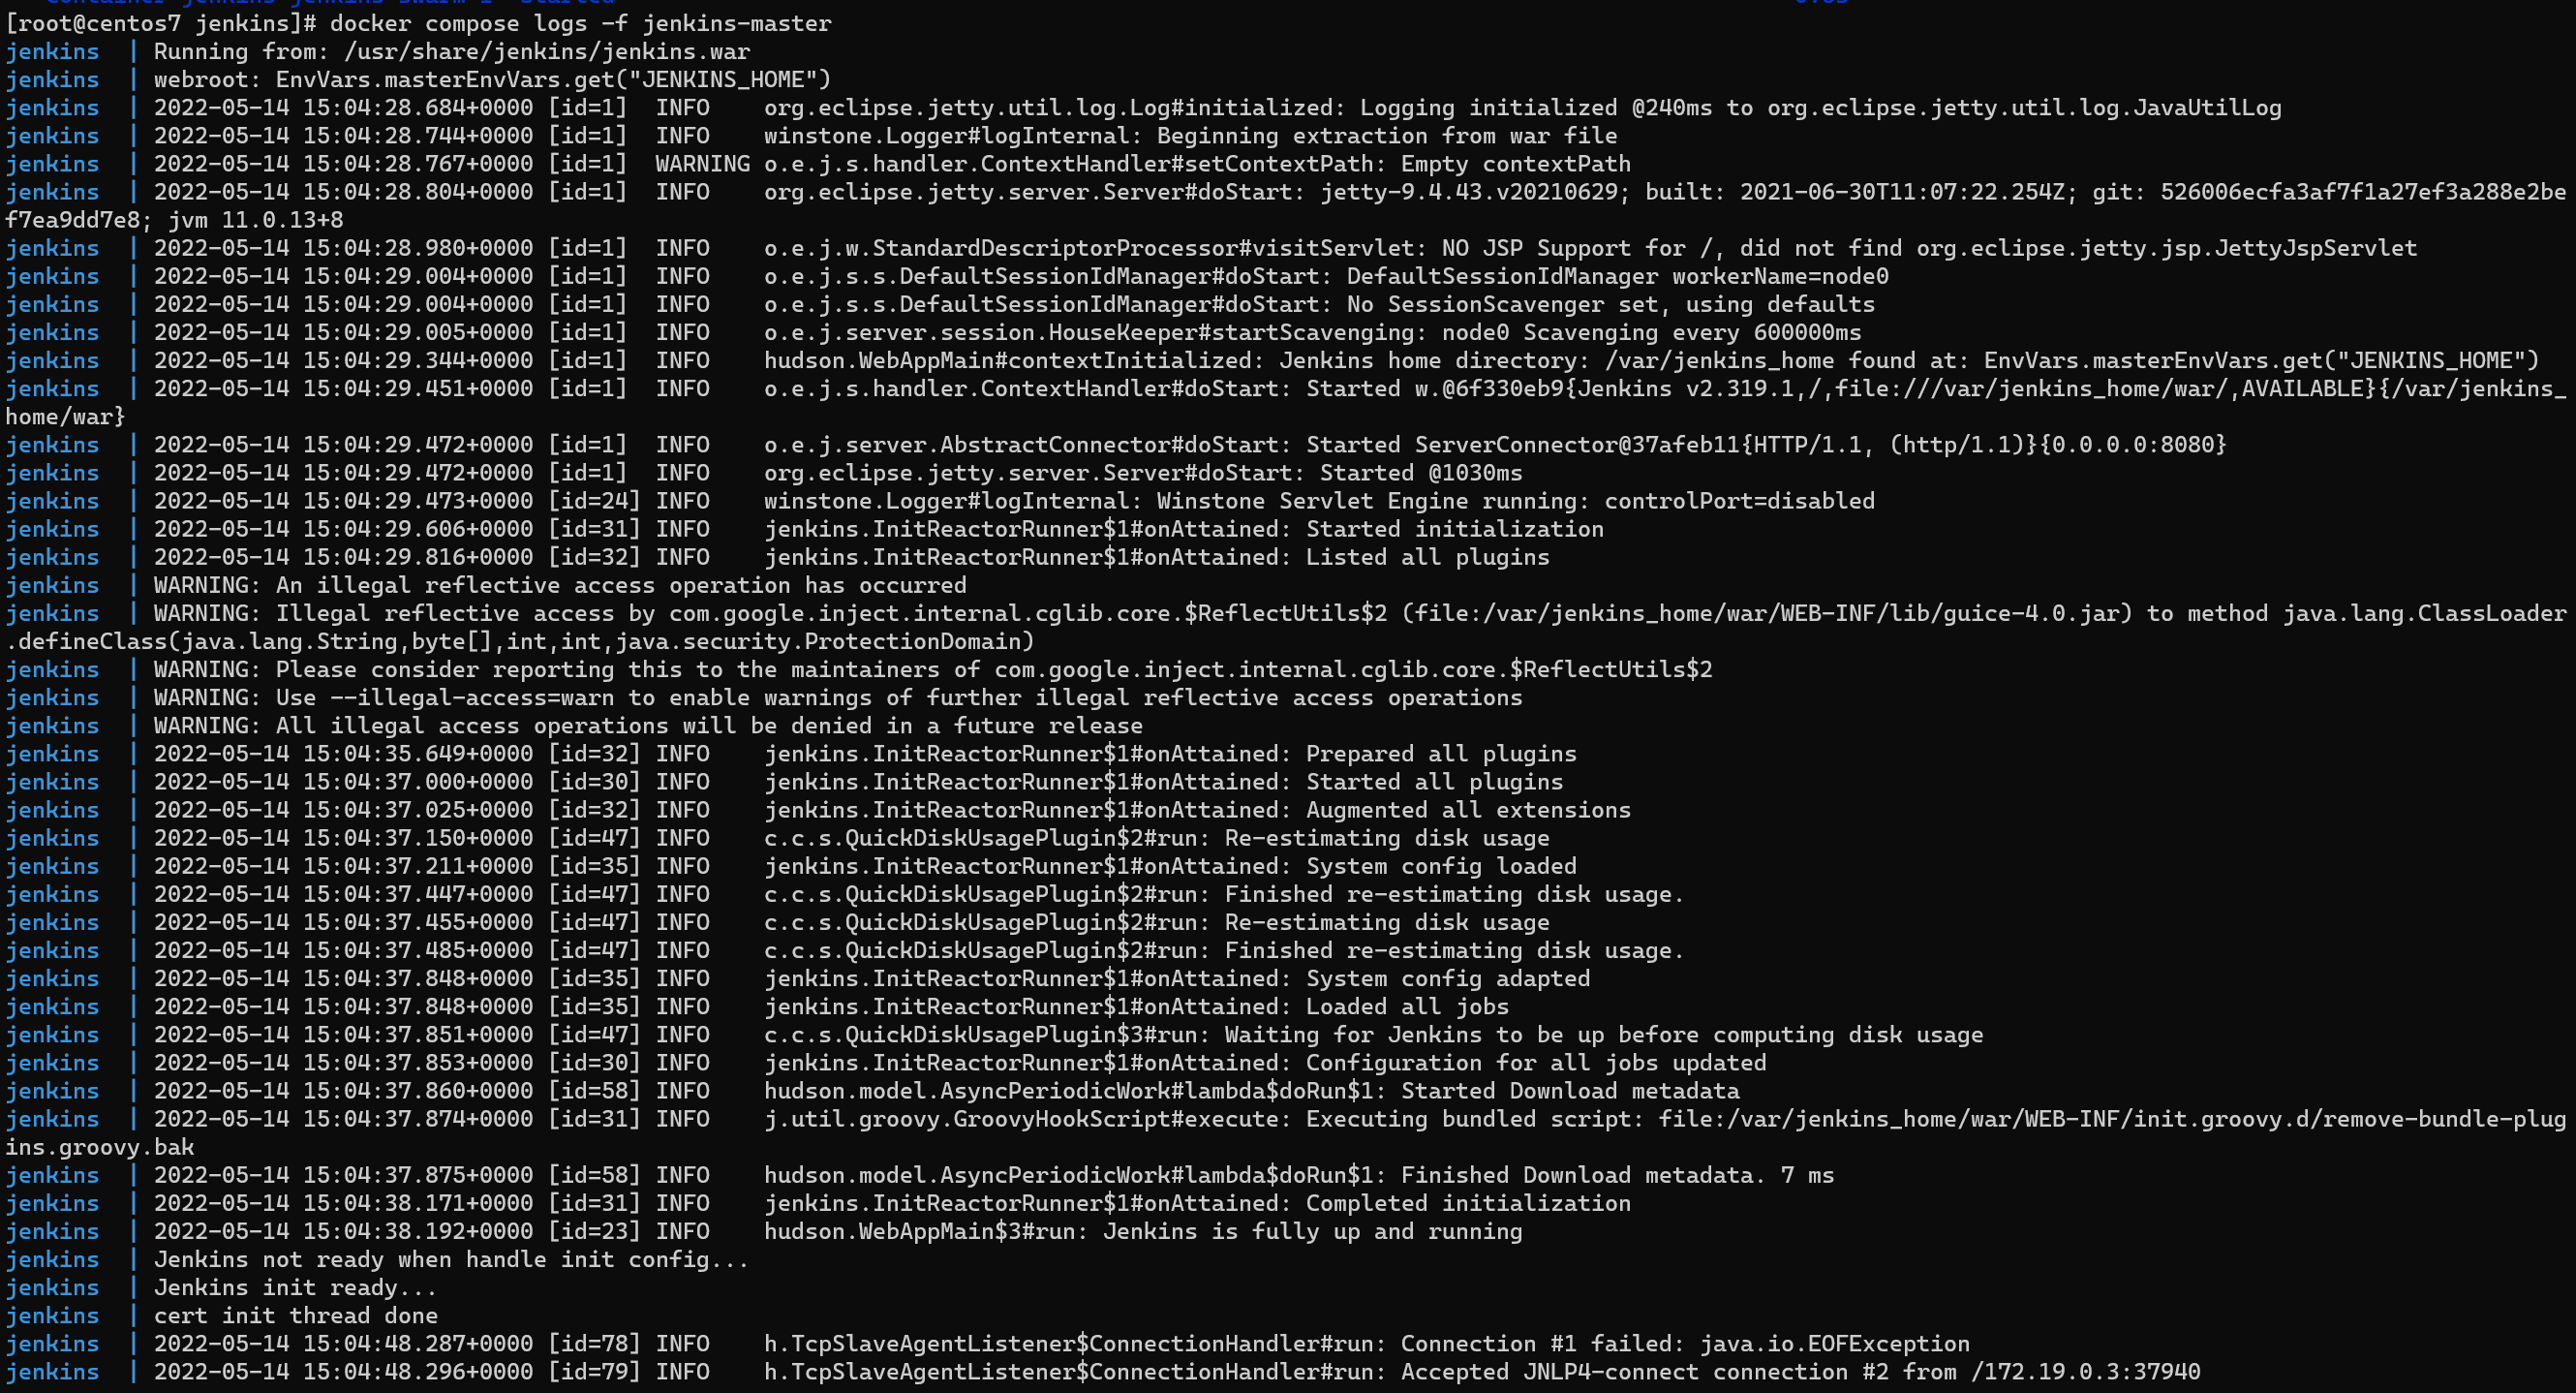 [root@centos7 jenkins]# docker compose logs -f jenkins-master
jenkins  | Running from: /usr/share/jenkins/jenkins.war
jenkins  | webroot: EnvVars.masterEnvVars.get("JENKINS_HOME")
jenkins  | 2022-05-14 15:04:28.684+0000 [id=1]  INFO    org.eclipse.jetty.util.log.Log#initialized: Logging initialized @240ms to org.eclipse.jetty.util.log.JavaUtilLog
jenkins  | 2022-05-14 15:04:28.744+0000 [id=1]  INFO    winstone.Logger#logInternal: Beginning extraction from war file
jenkins  | 2022-05-14 15:04:28.767+0000 [id=1]  WARNING o.e.j.s.handler.ContextHandler#setContextPath: Empty contextPath
jenkins  | 2022-05-14 15:04:28.804+0000 [id=1]  INFO    org.eclipse.jetty.server.Server#doStart: jetty-9.4.43.v20210629; built: 2021-06-30T11:07:22.254Z; git: 526006ecfa3af7f1a27ef3a288e2be
f7ea9dd7e8; jvm 11.0.13+8
jenkins  | 2022-05-14 15:04:28.980+0000 [id=1]  INFO    o.e.j.w.StandardDescriptorProcessor#visitServlet: NO JSP Support for /, did not find org.eclipse.jetty.jsp.JettyJspServlet
jenkins  | 2022-05-14 15:04:29.004+0000 [id=1]  INFO    o.e.j.s.s.DefaultSessionIdManager#doStart: DefaultSessionIdManager workerName=node0
jenkins  | 2022-05-14 15:04:29.004+0000 [id=1]  INFO    o.e.j.s.s.DefaultSessionIdManager#doStart: No SessionScavenger set, using defaults
jenkins  | 2022-05-14 15:04:29.005+0000 [id=1]  INFO    o.e.j.server.session.HouseKeeper#startScavenging: node0 Scavenging every 600000ms
jenkins  | 2022-05-14 15:04:29.344+0000 [id=1]  INFO    hudson.WebAppMain#contextInitialized: Jenkins home directory: /var/jenkins_home found at: EnvVars.masterEnvVars.get("JENKINS_HOME")
jenkins  | 2022-05-14 15:04:29.451+0000 [id=1]  INFO    o.e.j.s.handler.ContextHandler#doStart: Started w.@6f330eb9{Jenkins v2.319.1,/,file:///var/jenkins_home/war/,AVAILABLE}{/var/jenkins_
home/war}
jenkins  | 2022-05-14 15:04:29.472+0000 [id=1]  INFO    o.e.j.server.AbstractConnector#doStart: Started ServerConnector@37afeb11{HTTP/1.1, (http/1.1)}{0.0.0.0:8080}
jenkins  | 2022-05-14 15:04:29.472+0000 [id=1]  INFO    org.eclipse.jetty.server.Server#doStart: Started @1030ms
jenkins  | 2022-05-14 15:04:29.473+0000 [id=24] INFO    winstone.Logger#logInternal: Winstone Servlet Engine running: controlPort=disabled
jenkins  | 2022-05-14 15:04:29.606+0000 [id=31] INFO    jenkins.InitReactorRunner$1#onAttained: Started initialization
jenkins  | 2022-05-14 15:04:29.816+0000 [id=32] INFO    jenkins.InitReactorRunner$1#onAttained: Listed all plugins
jenkins  | WARNING: An illegal reflective access operation has occurred
jenkins  | WARNING: Illegal reflective access by com.google.inject.internal.cglib.core.$ReflectUtils$2 (file:/var/jenkins_home/war/WEB-INF/lib/guice-4.0.jar) to method java.lang.ClassLoader
.defineClass(java.lang.String,byte[],int,int,java.security.ProtectionDomain)
jenkins  | WARNING: Please consider reporting this to the maintainers of com.google.inject.internal.cglib.core.$ReflectUtils$2
jenkins  | WARNING: Use --illegal-access=warn to enable warnings of further illegal reflective access operations
jenkins  | WARNING: All illegal access operations will be denied in a future release
jenkins  | 2022-05-14 15:04:35.649+0000 [id=32] INFO    jenkins.InitReactorRunner$1#onAttained: Prepared all plugins
jenkins  | 2022-05-14 15:04:37.000+0000 [id=30] INFO    jenkins.InitReactorRunner$1#onAttained: Started all plugins
jenkins  | 2022-05-14 15:04:37.025+0000 [id=32] INFO    jenkins.InitReactorRunner$1#onAttained: Augmented all extensions
jenkins  | 2022-05-14 15:04:37.150+0000 [id=47] INFO    c.c.s.QuickDiskUsagePlugin$2#run: Re-estimating disk usage
jenkins  | 2022-05-14 15:04:37.211+0000 [id=35] INFO    jenkins.InitReactorRunner$1#onAttained: System config loaded
jenkins  | 2022-05-14 15:04:37.447+0000 [id=47] INFO    c.c.s.QuickDiskUsagePlugin$2#run: Finished re-estimating disk usage.
jenkins  | 2022-05-14 15:04:37.455+0000 [id=47] INFO    c.c.s.QuickDiskUsagePlugin$2#run: Re-estimating disk usage
jenkins  | 2022-05-14 15:04:37.485+0000 [id=47] INFO    c.c.s.QuickDiskUsagePlugin$2#run: Finished re-estimating disk usage.
jenkins  | 2022-05-14 15:04:37.848+0000 [id=35] INFO    jenkins.InitReactorRunner$1#onAttained: System config adapted
jenkins  | 2022-05-14 15:04:37.848+0000 [id=35] INFO    jenkins.InitReactorRunner$1#onAttained: Loaded all jobs
jenkins  | 2022-05-14 15:04:37.851+0000 [id=47] INFO    c.c.s.QuickDiskUsagePlugin$3#run: Waiting for Jenkins to be up before computing disk usage
jenkins  | 2022-05-14 15:04:37.853+0000 [id=30] INFO    jenkins.InitReactorRunner$1#onAttained: Configuration for all jobs updated
jenkins  | 2022-05-14 15:04:37.860+0000 [id=58] INFO    hudson.model.AsyncPeriodicWork#lambda$doRun$1: Started Download metadata
jenkins  | 2022-05-14 15:04:37.874+0000 [id=31] INFO    j.util.groovy.GroovyHookScript#execute: Executing bundled script: file:/var/jenkins_home/war/WEB-INF/init.groovy.d/remove-bundle-plug
ins.groovy.bak
jenkins  | 2022-05-14 15:04:37.875+0000 [id=58] INFO    hudson.model.AsyncPeriodicWork#lambda$doRun$1: Finished Download metadata. 7 ms
jenkins  | 2022-05-14 15:04:38.171+0000 [id=31] INFO    jenkins.InitReactorRunner$1#onAttained: Completed initialization
jenkins  | 2022-05-14 15:04:38.192+0000 [id=23] INFO    hudson.WebAppMain$3#run: Jenkins is fully up and running
jenkins  | Jenkins not ready when handle init config...
jenkins  | Jenkins init ready...
jenkins  | cert init thread done
jenkins  | 2022-05-14 15:04:48.287+0000 [id=78] INFO    h.TcpSlaveAgentListener$ConnectionHandler#run: Connection #1 failed: java.io.EOFException
jenkins  | 2022-05-14 15:04:48.296+0000 [id=79] INFO    h.TcpSlaveAgentListener$ConnectionHandler#run: Accepted JNLP4-connect connection #2 from /172.19.0.3:37940